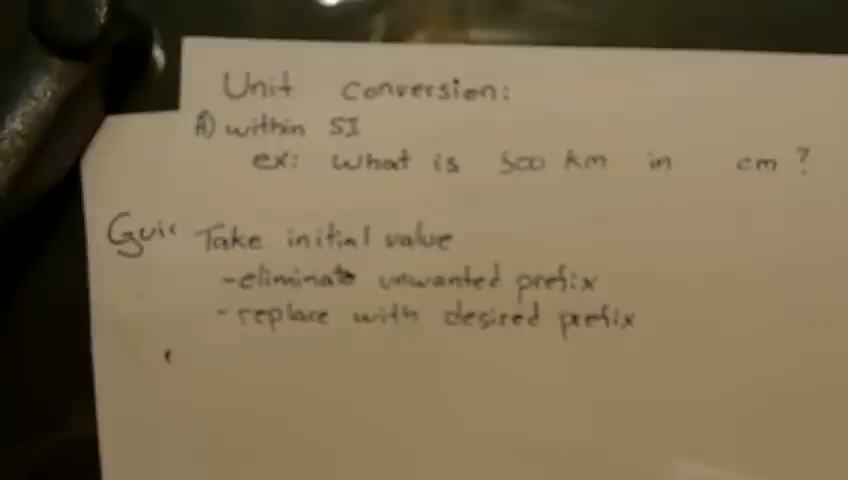 Unit conversion:
A) within SI
ex: What is 500 km in cm?
Guic Take initial value
-eliminate unwanted prefix
-replace with desired prefix